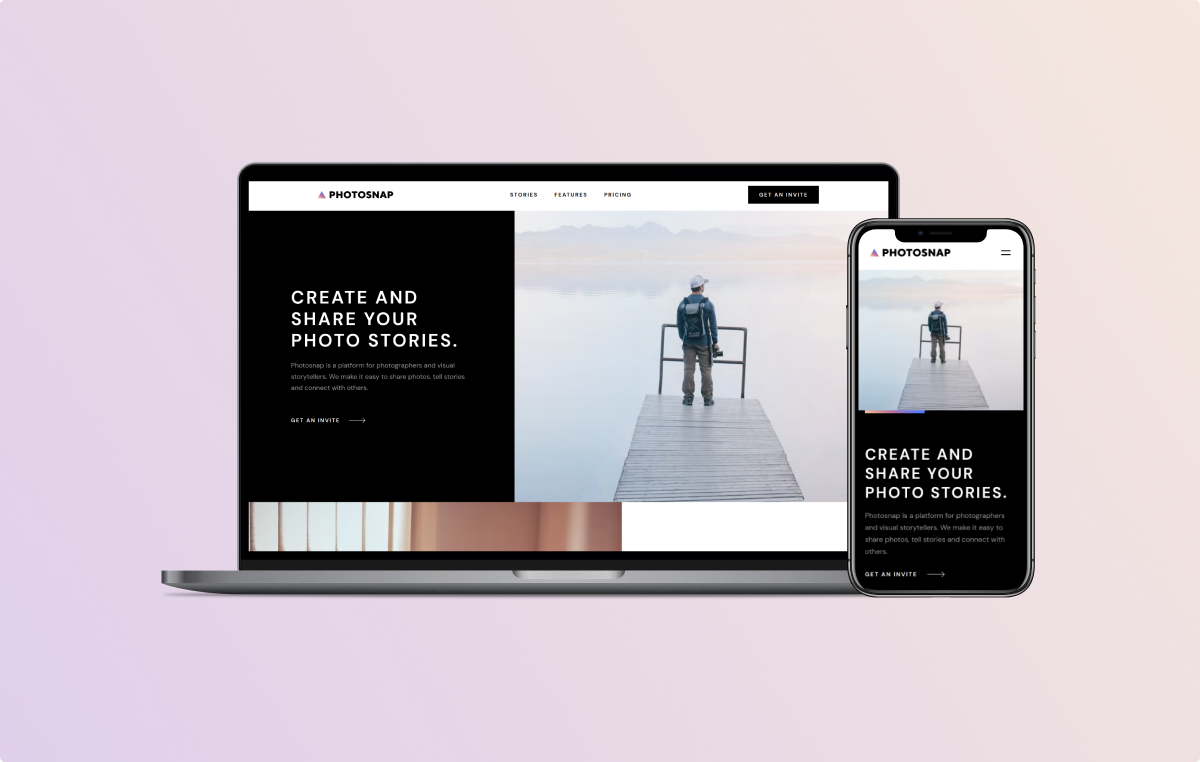 PHOTOSNAP
STORIES FEATURES PRICING
GET AN INVITE
CREATE AND
SHARE YOUR
PHOTO STORIES.
Photosnap is a platform for photographers and visual
storytellers. We make it easy to share photos, tell stories
and connect with others.
GET AN INVITE
PHOTOSNAP
CREATE AND
SHARE YOUR
PHOTO STORIES.
Photosnap is a platform for photographers
and visual storytellers. We make it easy to
share photos, tell stories and connect with
others.
GET AN INVITE